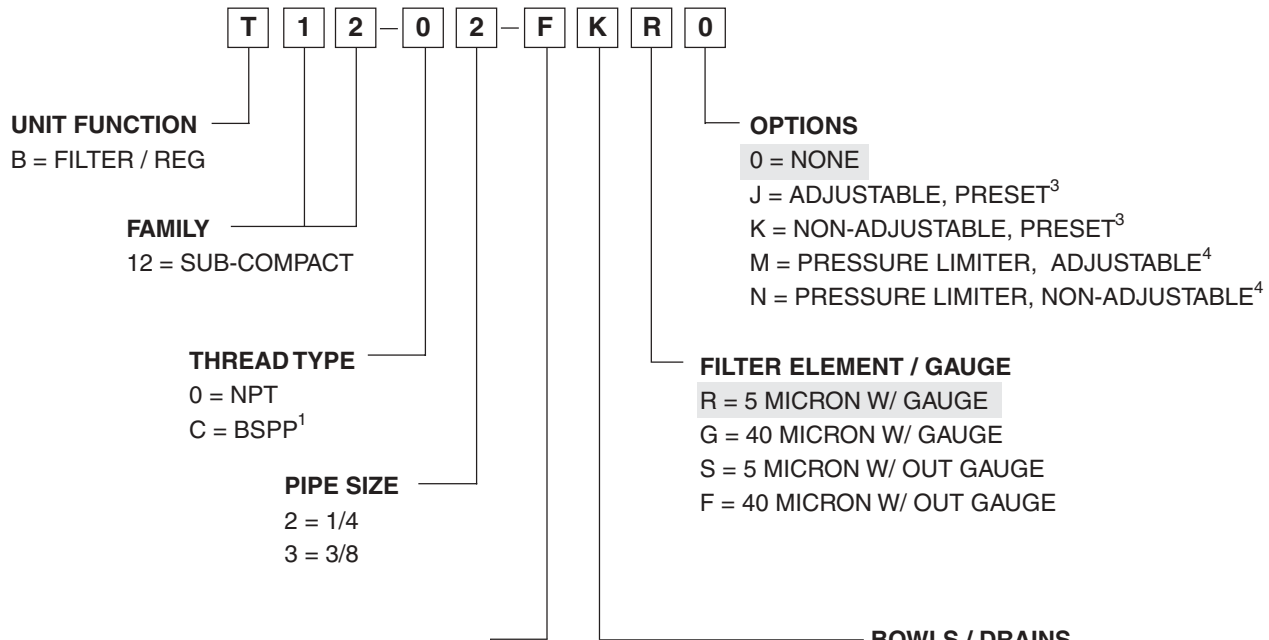 T 1 2 – 0 2 – F K R 0
UNIT FUNCTION
B = FILTER / REG
FAMILY
12 = SUB-COMPACT
THREAD TYPE
0 = NPT
C = BSPP1
PIPE SIZE
2 = 1/4
3 = 3/8
OPTIONS
0 = NONE
J = ADJUSTABLE, PRESET3
K = NON-ADJUSTABLE, PRESET3
M = PRESSURE LIMITER, ADJUSTABLE4
N = PRESSURE LIMITER, NON-ADJUSTABLE4
FILTER ELEMENT / GAUGE
R = 5 MICRON W/ GAUGE
G = 40 MICRON W/ GAUGE
S = 5 MICRON W/ OUT GAUGE
F = 40 MICRON W/ OUT GAUGE
BOWLS / DRAINS